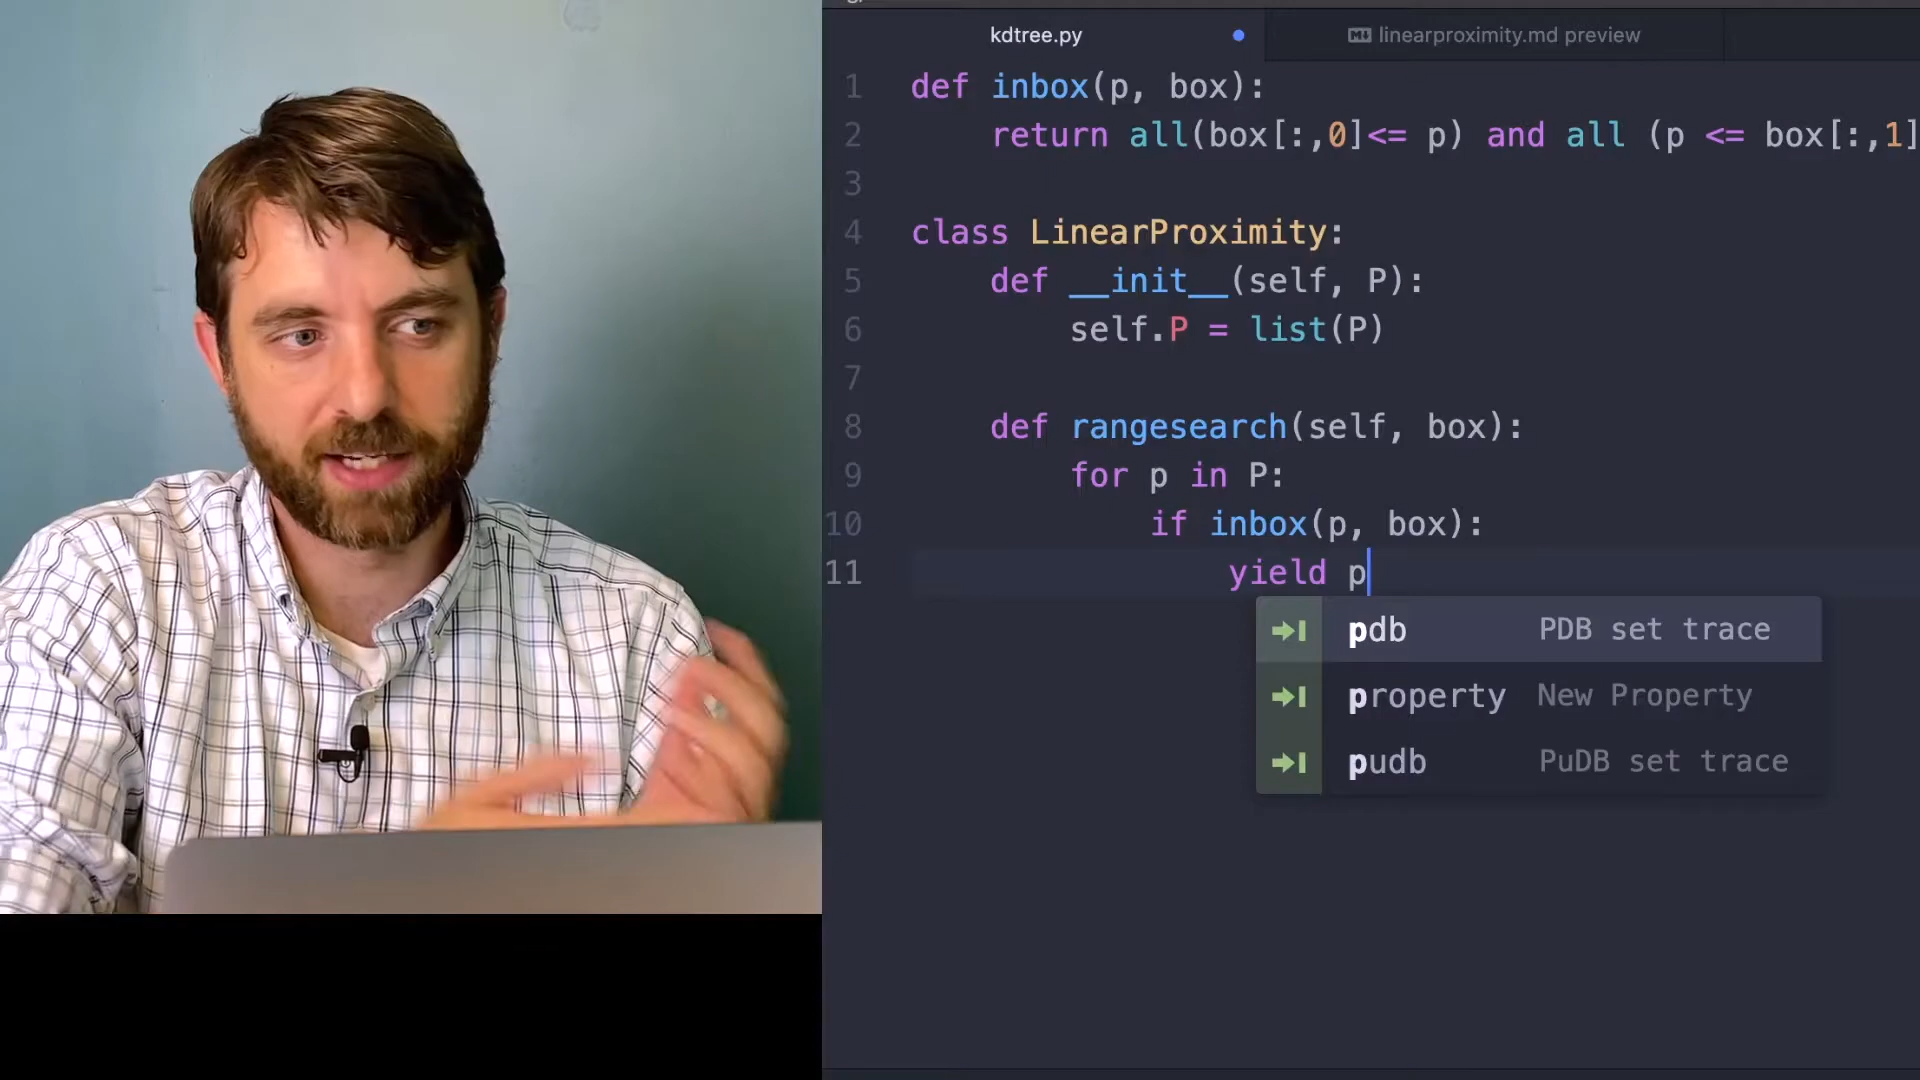 kdtree.py
linearproximity.md preview
1 def inbox(p, box):
2 return all(box[:,0]<= p) and all (p <= box[:,1]
3
4 class LinearProximity:
5 def __init__(self, P):
6 self.P = list(P)
7
8 def rangesearch(self, box):
9 for p in P:
10 if inbox(p, box):
11 yield p
pdb PDB set trace
property New Property
pudb PuDB set trace